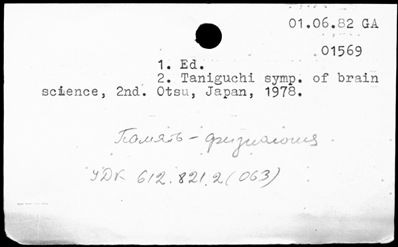 01.06.82 GA
01569
1. Ed.
2. Taniguchi symp. of brain
science, 2nd. Otsu, Japan, 1978.
Память - физиология
УДК 612.821.2(063)